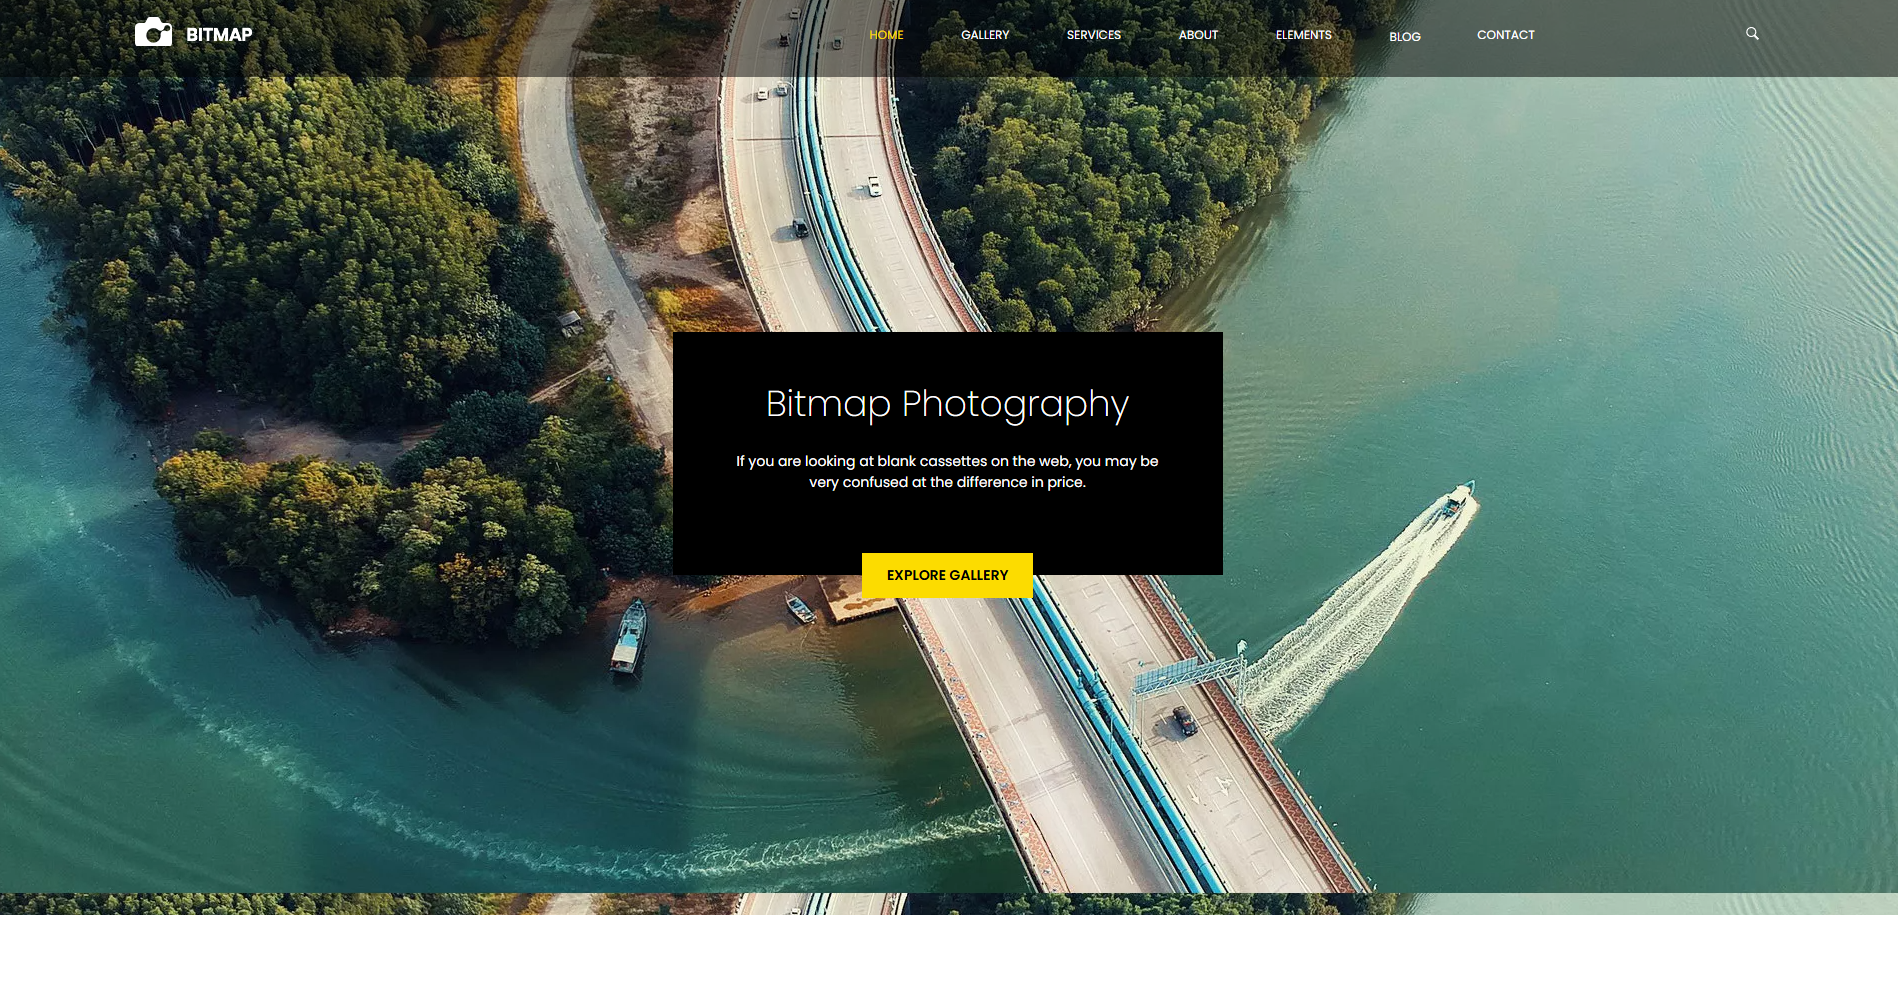 BITMAP
HOME GALLERY SERVICES ABOUT ELEMENTS BLOG CONTACT
Bitmap Photography
If you are looking at blank cassettes on the web, you may be
very confused at the difference in price.
EXPLORE GALLERY